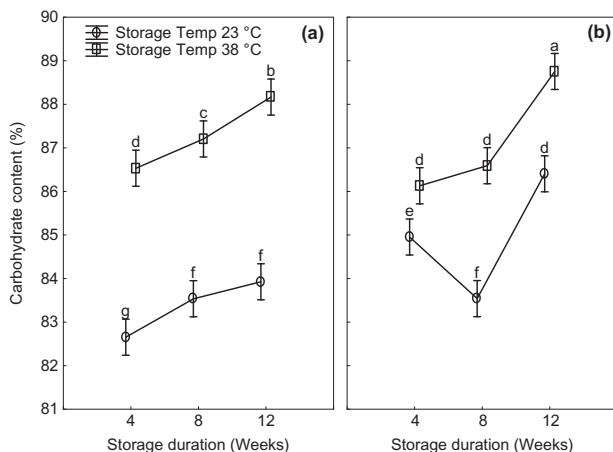 90
89
88
87
86
85
84
83
82
81
Carbohydrate content (%)
Storage Temp 23 °C
Storage Temp 38 °C
(a)
b
c
d
f
f
g
4 8 12
Storage duration (Weeks)
(b)
a
d
d
d
e
f
4 8 12
Storage duration (Weeks)